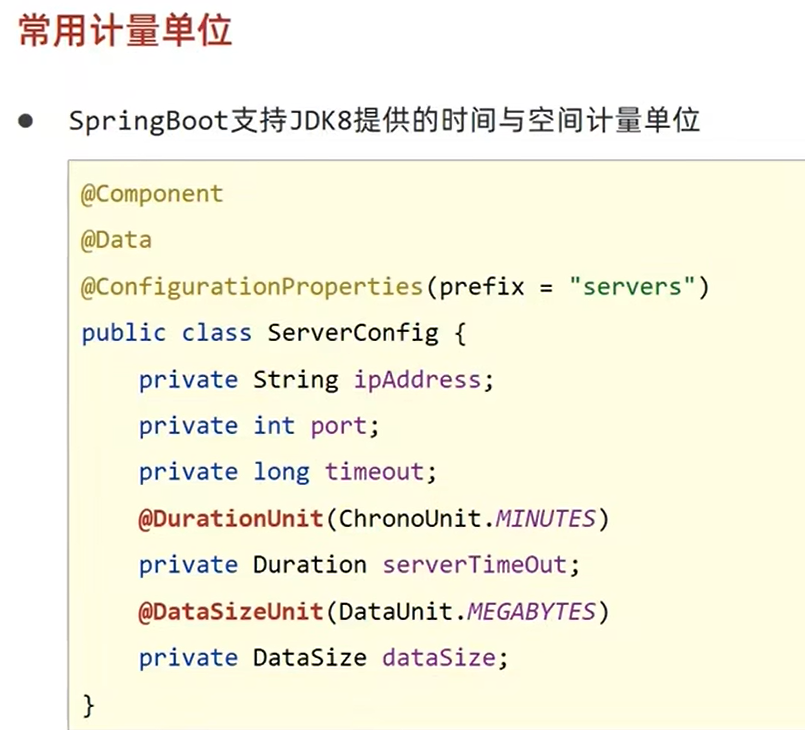 常用计量单位
● SpringBoot支持JDK8提供的时间与空间计量单位
@Component
@Data
@ConfigurationProperties(prefix = "servers")
public class ServerConfig {
    private String ipAddress;
    private int port;
    private long timeout;
    @DurationUnit(ChronoUnit.MINUTES)
    private Duration serverTimeOut;
    @DataSizeUnit(DataUnit.MEGABYTES)
    private DataSize dataSize;
}